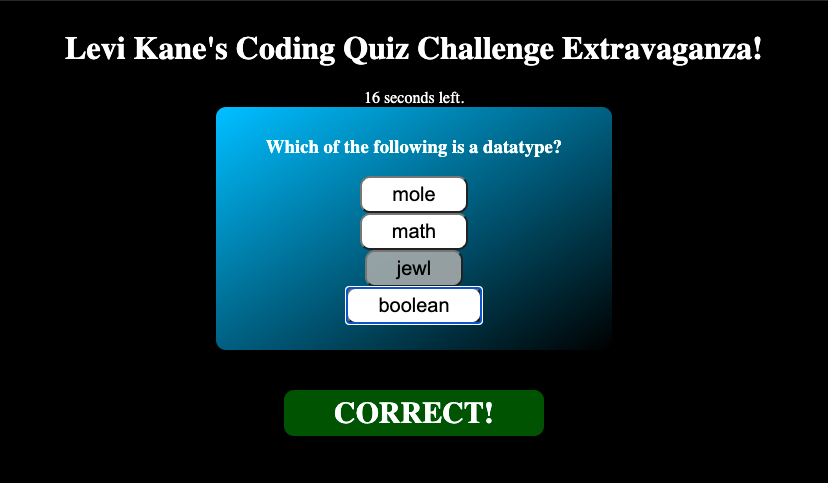 Levi Kane's Coding Quiz Challenge Extravaganza!
16 seconds left.
Which of the following is a datatype?
mole
math
jewl
boolean
CORRECT!